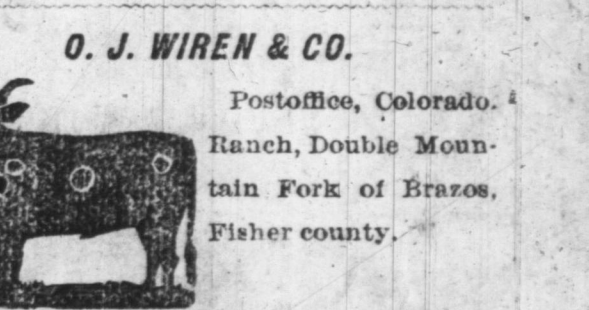 O. J. WIREN & CO.
Postoffice, Colorado.
Ranch, Double Moun-
tain Fork of Brazos,
Fisher county.